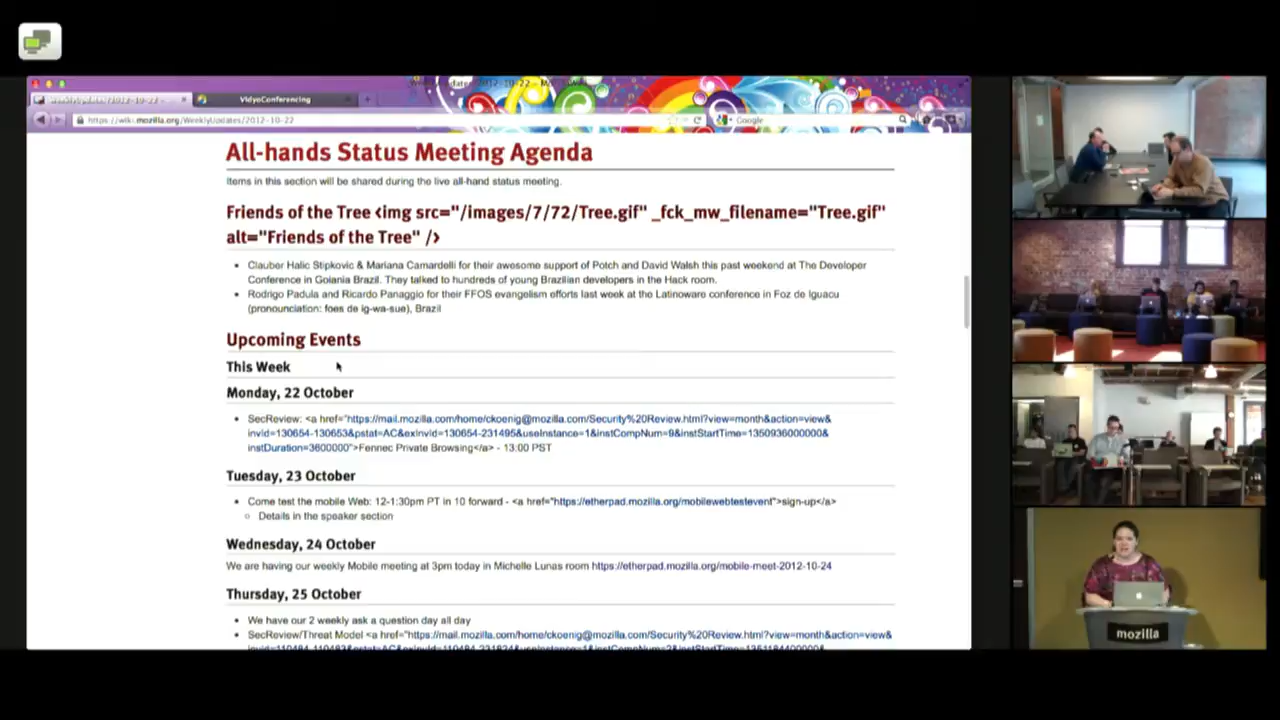 WeeklyUpdates/2012-10-22 -
VidyoConferencing
https://wiki.mozilla.org/WeeklyUpdates/2012-10-22
Google
All-hands Status Meeting Agenda
Items in this section will be shared during the live all-hand status meeting.
Friends of the Tree <img src="/images/7/72/Tree.gif" _fck_mw_filename="Tree.gif"
alt="Friends of the Tree" />
Clauber Halic Stipkovic & Mariana Camardelli for their awesome support of Potch and David Walsh this past weekend at The Developer
Conference in Goiania Brazil. They talked to hundreds of young Brazilian developers in the Hack room.
Rodrigo Padula and Ricardo Panaggio for their FFOS evangelism efforts last week at the Latinoware conference in Foz de Iguacu
(pronounciation: foes de ig-wa-sue), Brazil
Upcoming Events
This Week
Monday, 22 October
SecReview: <a href="https://mail.mozilla.com/home/ckoenig@mozilla.com/Security%20Review.html?view=month&action=view&
invId=130654-130653&pstat=AC&exInvId=130654-231495&useInstance=1&instCompNum=9&instStartTime=1350936000000&
instDuration=3600000">Fennec Private Browsing</a> - 13:00 PST
Tuesday, 23 October
Come test the mobile Web: 12-1:30pm PT in 10 forward - <a href="https://etherpad.mozilla.org/mobilewebtestevent">sign-up</a>
Details in the speaker section
Wednesday, 24 October
We are having our weekly Mobile meeting at 3pm today in Michelle Lunas room https://etherpad.mozilla.org/mobile-meet-2012-10-24
Thursday, 25 October
We have our 2 weekly ask a question day all day
SecReview/Threat Model <a href="https://mail.mozilla.com/home/ckoenig@mozilla.com/Security%20Review.html?view=month&action=view&
mozilla